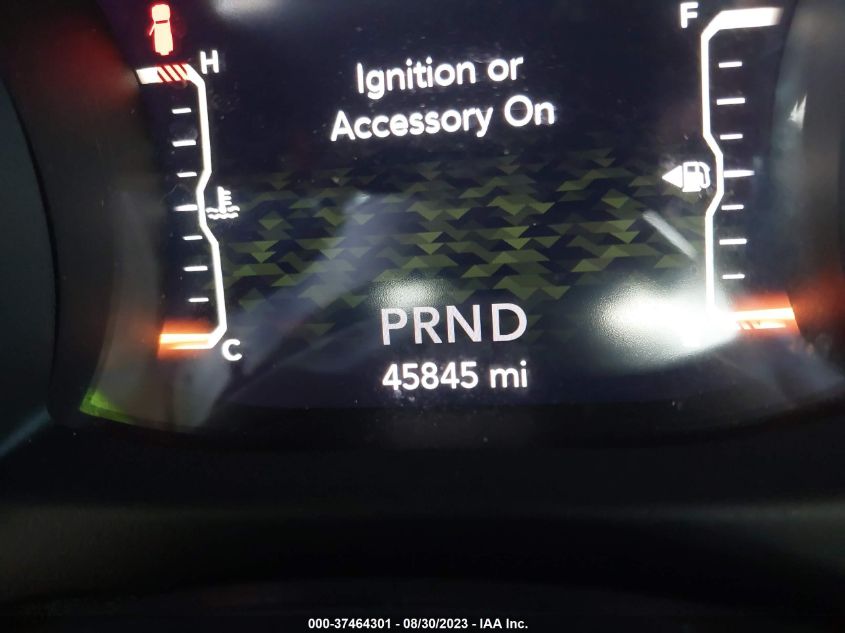 H
F
Ignition or
Accessory On
PRND
45845 mi
C
000-37464301 - 08/30/2023 - IAA Inc.